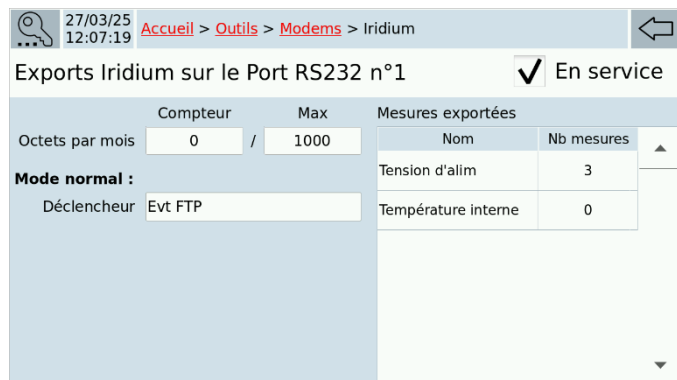 27/03/25
12:07:19
Accueil > Outils > Modems > Iridium
Exports Iridium sur le Port RS232 n°1
En service
Compteur Max
Octets par mois 0 / 1000
Mode normal :
Déclencheur Evt FTP
Mesures exportées
Nom Nb mesures
Tension d'alim 3
Température interne 0